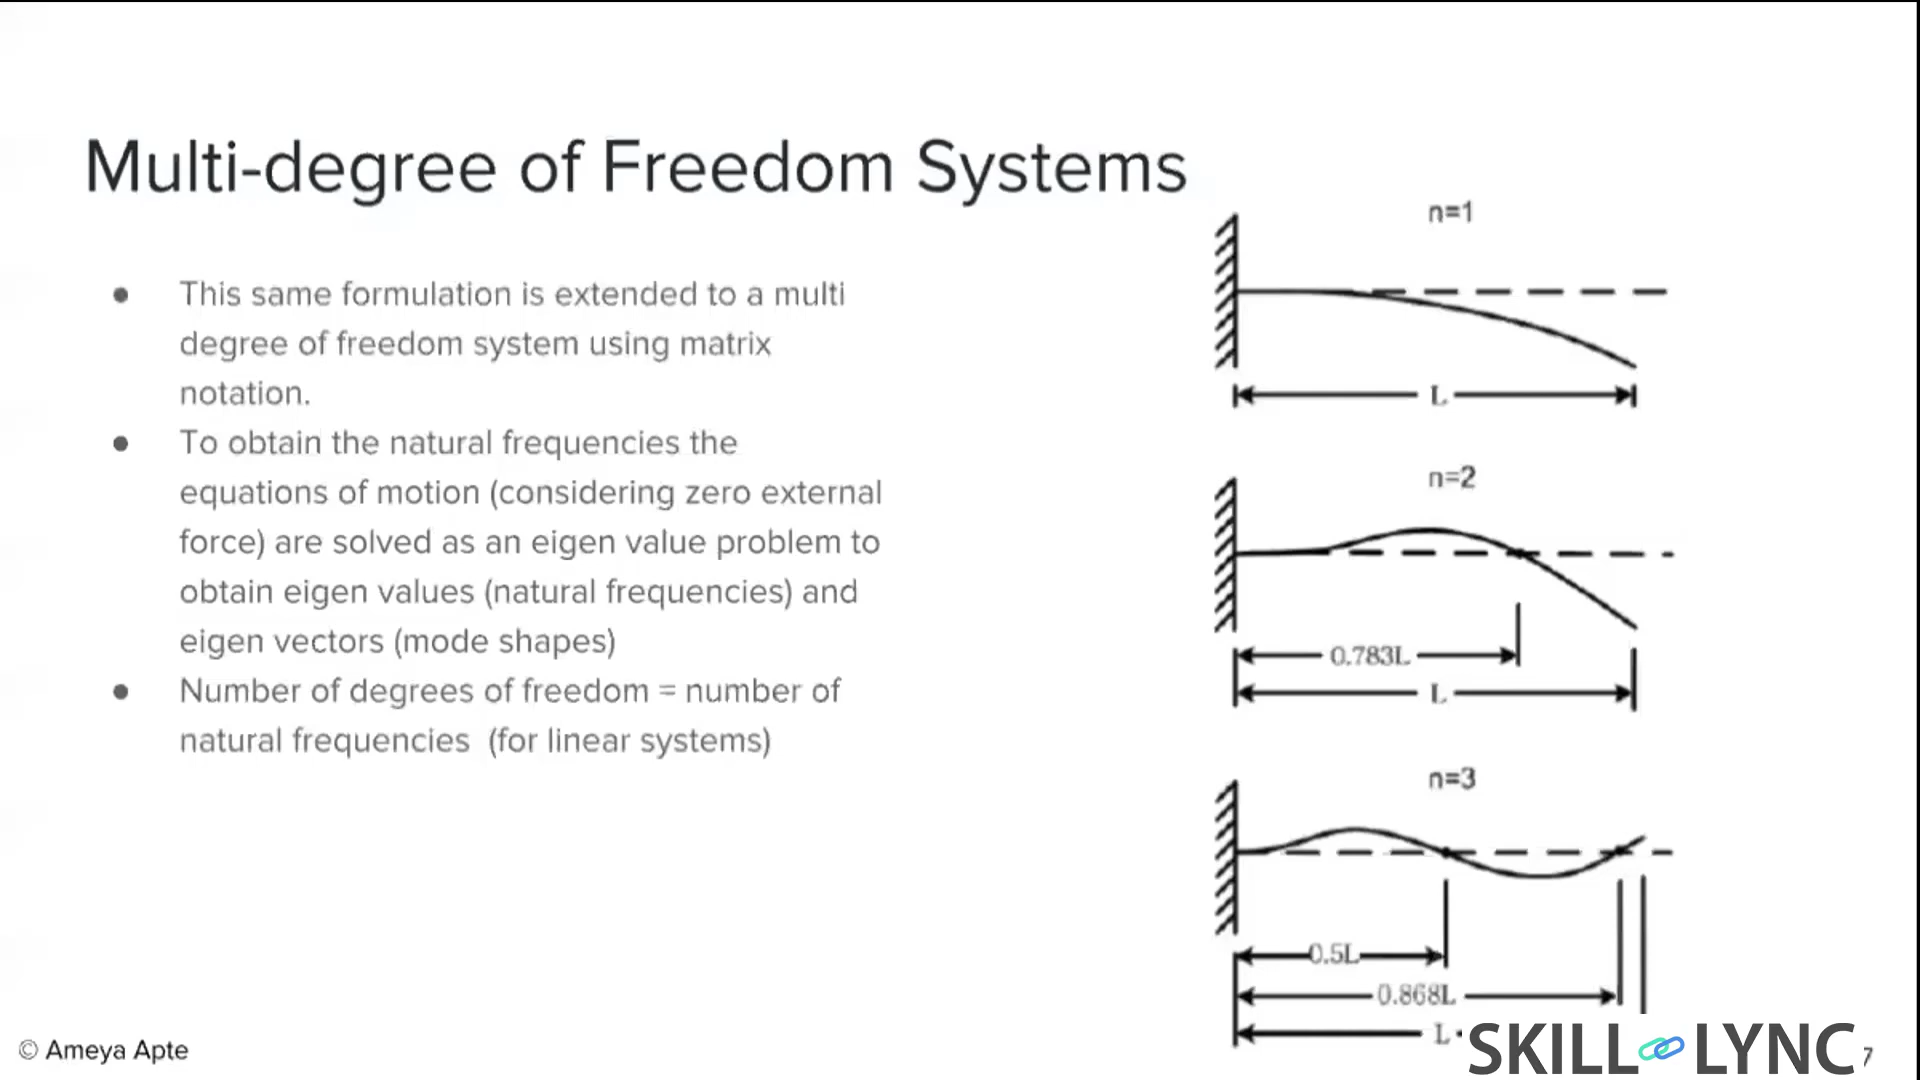 Multi-degree of Freedom Systems
● This same formulation is extended to a multi
degree of freedom system using matrix
notation.
● To obtain the natural frequencies the
equations of motion (considering zero external
force) are solved as an eigen value problem to
obtain eigen values (natural frequencies) and
eigen vectors (mode shapes)
● Number of degrees of freedom = number of
natural frequencies (for linear systems)
n=1
L
n=2
0.783L
L
n=3
0.5L
0.868L
L
© Ameya Apte
SKILL LYNC
7